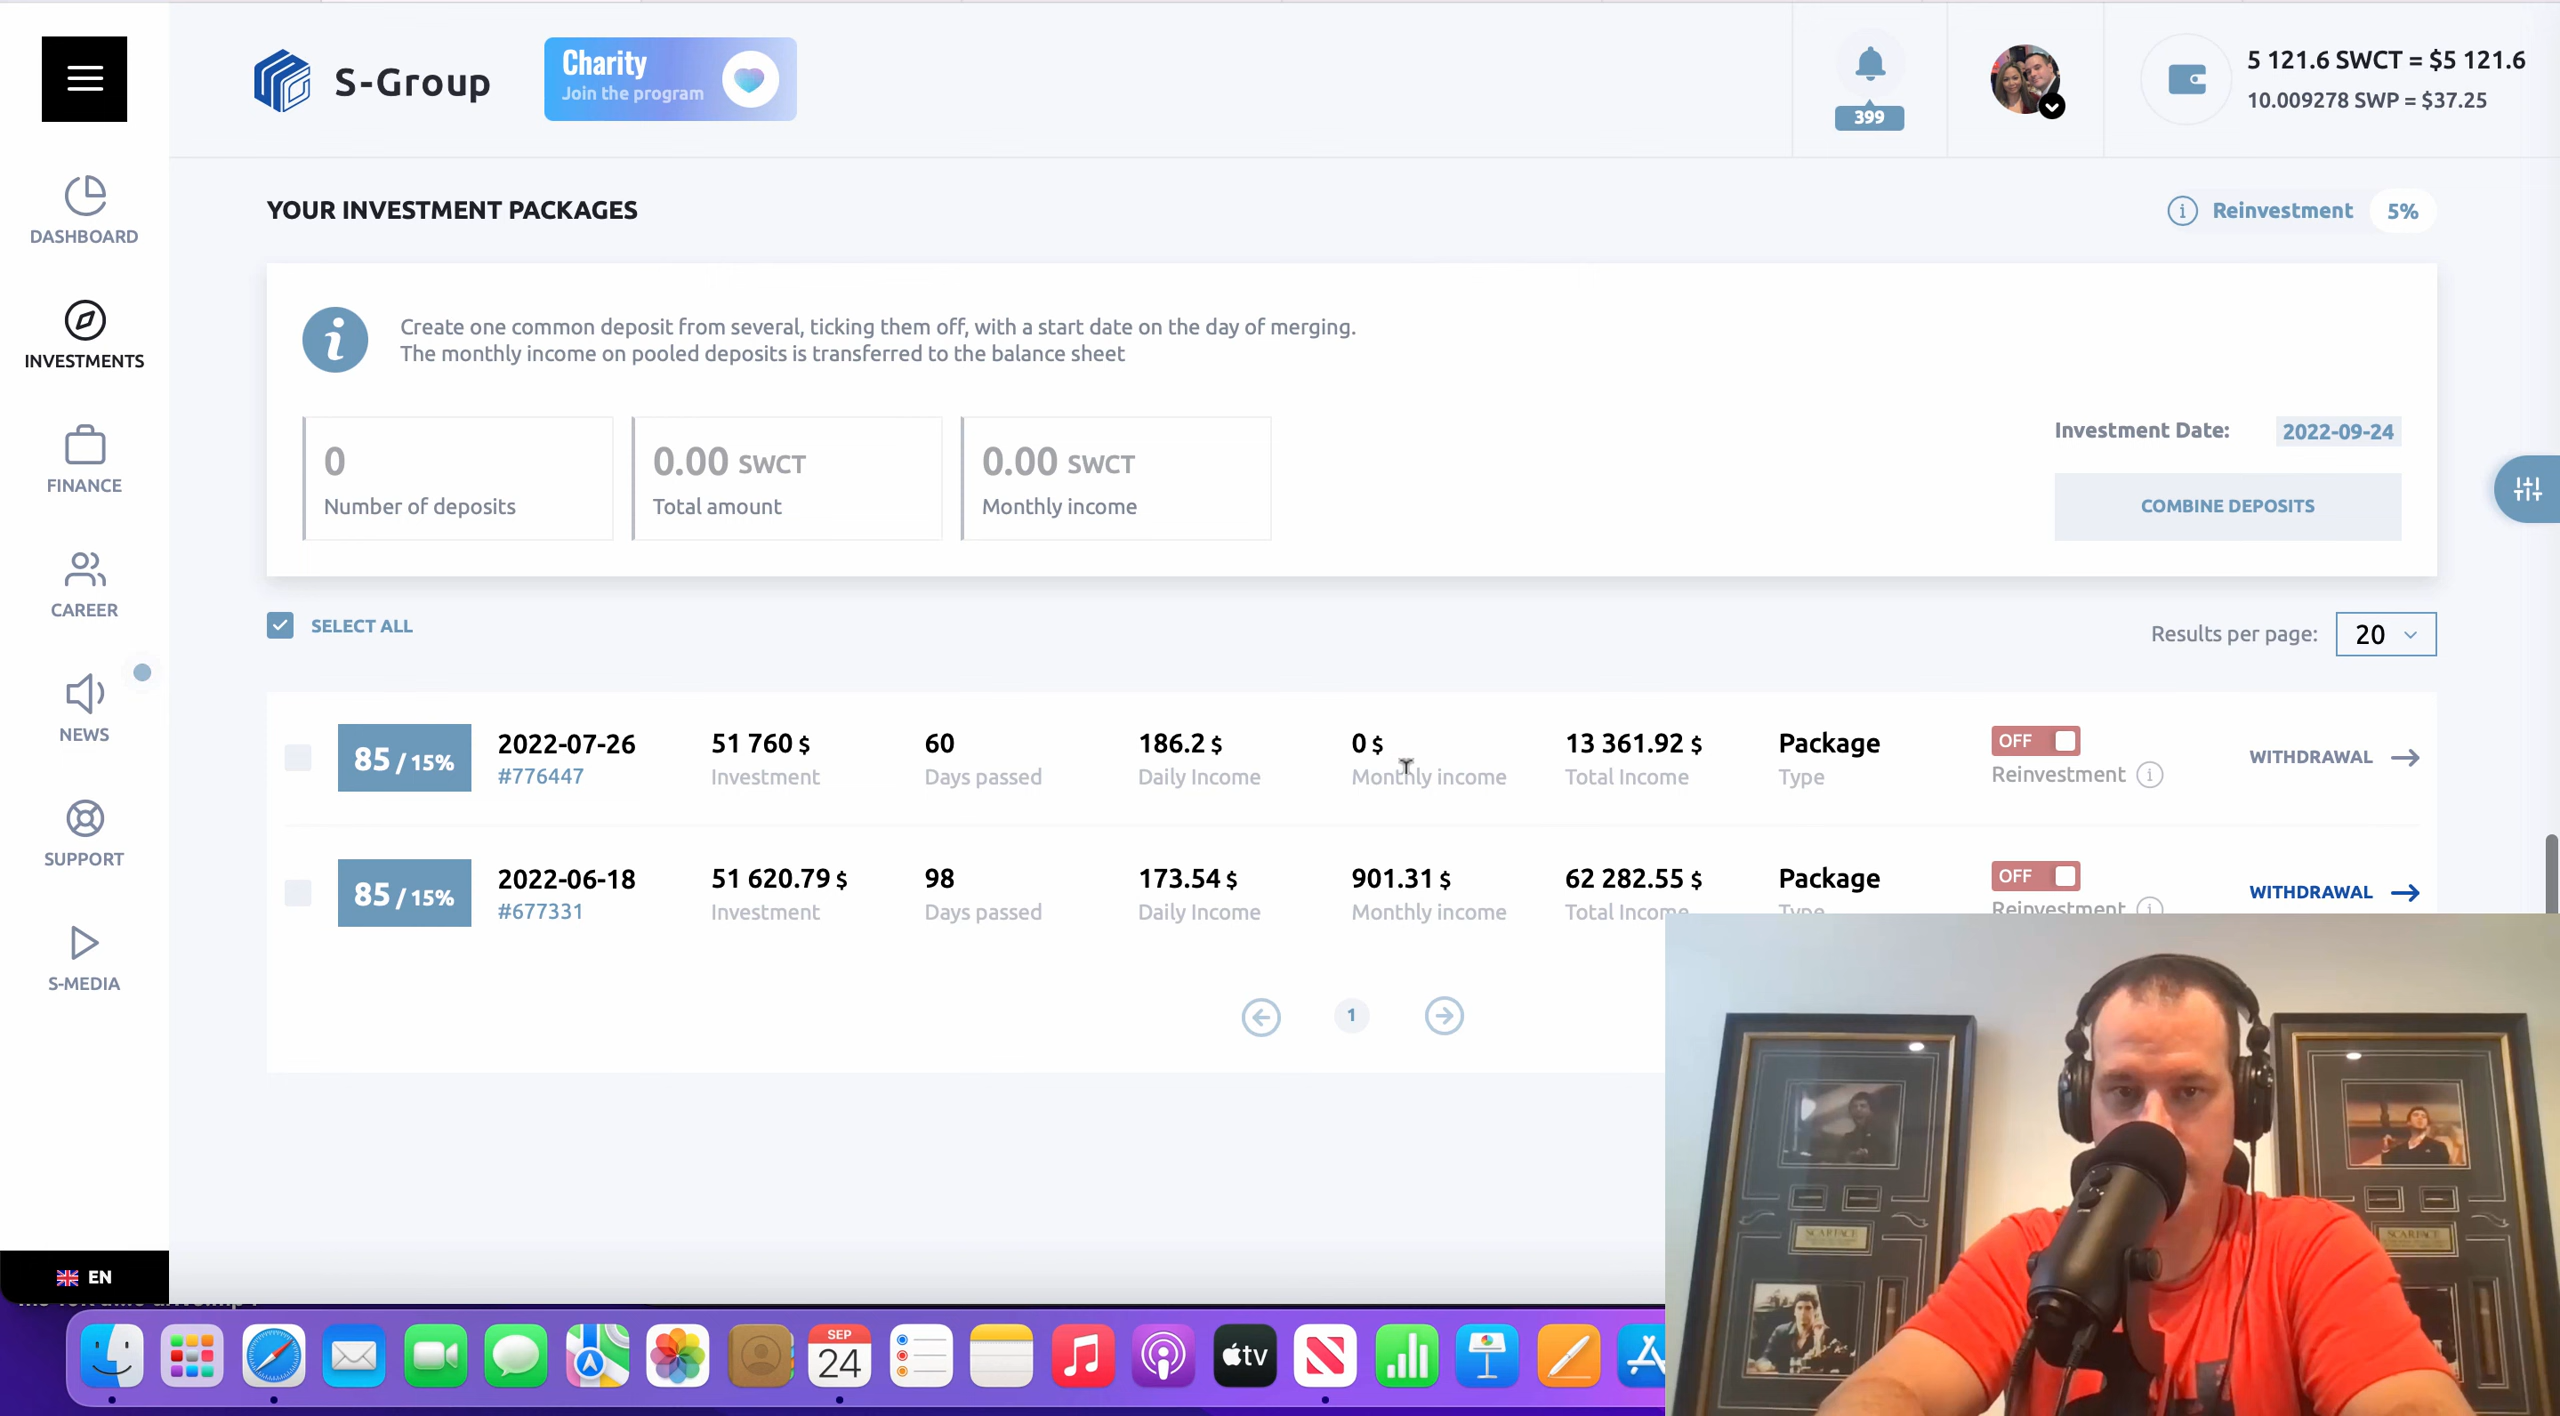 S-Group
Charity
Join the program
399
5 121.6 SWCT = $5 121.6
10.009278 SWP = $37.25
DASHBOARD
INVESTMENTS
FINANCE
CAREER
NEWS
SUPPORT
S-MEDIA
EN
YOUR INVESTMENT PACKAGES
Reinvestment 5%
Create one common deposit from several, ticking them off, with a start date on the day of merging.
The monthly income on pooled deposits is transferred to the balance sheet
0
Number of deposits
0.00 SWCT
Total amount
0.00 SWCT
Monthly income
Investment Date: 2022-09-24
COMBINE DEPOSITS
SELECT ALL
Results per page: 20
85 / 15%
2022-07-26
#776447
51 760 $
Investment
60
Days passed
186.2 $
Daily Income
0 $
Monthly income
13 361.92 $
Total Income
Package
Type
OFF
Reinvestment
WITHDRAWAL
85 / 15%
2022-06-18
#677331
51 620.79 $
Investment
98
Days passed
173.54 $
Daily Income
901.31 $
Monthly income
62 282.55 $
Total Income
Package
Type
OFF
Reinvestment
WITHDRAWAL
1
SCARFACE
SCARFACE
SEP
24
tv